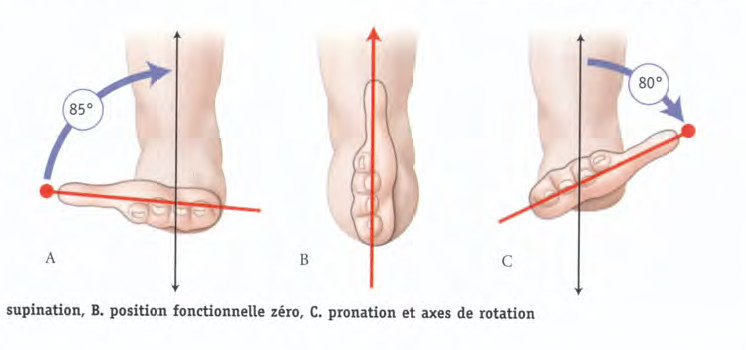 85°
80°
A
B
C
supination, B. position fonctionnelle zéro, C. pronation et axes de rotation